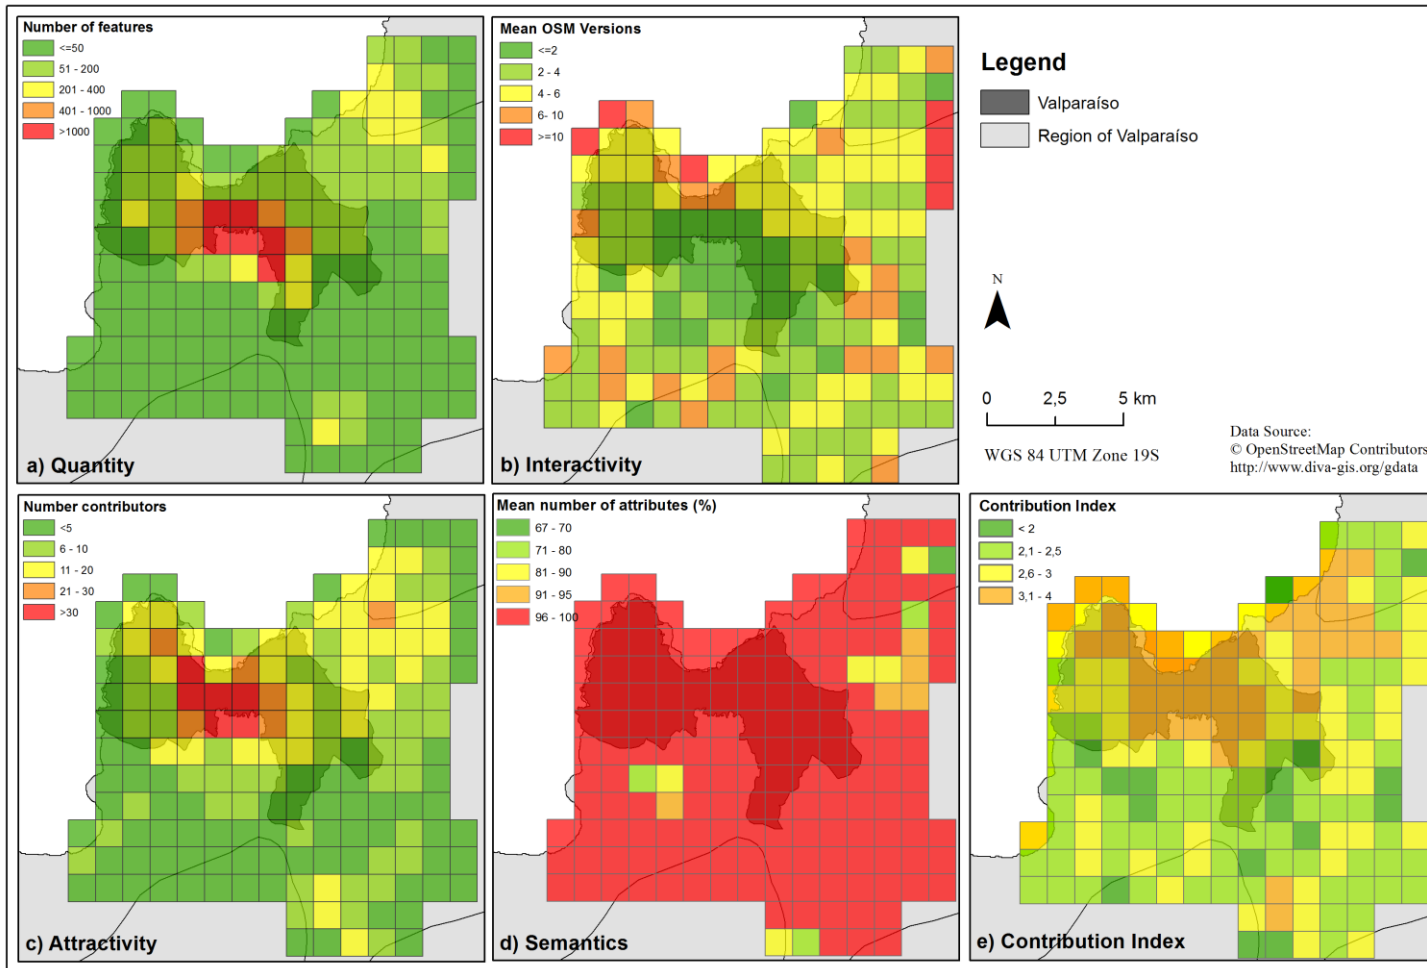 Number of features
<=50
51 - 200
201 - 400
401 - 1000
>1000
a) Quantity
Mean OSM Versions
<=2
2 - 4
4 - 6
6- 10
>=10
b) Interactivity
Legend
Valparaíso
Region of Valparaíso
N
0 2,5 5 km
WGS 84 UTM Zone 19S
Data Source:
© OpenStreetMap Contributors
http://www.diva-gis.org/gdata
Number contributors
<5
6 - 10
11 - 20
21 - 30
>30
c) Attractivity
Mean number of attributes (%)
67 - 70
71 - 80
81 - 90
91 - 95
96 - 100
d) Semantics
Contribution Index
< 2
2,1 - 2,5
2,6 - 3
3,1 - 4
e) Contribution Index